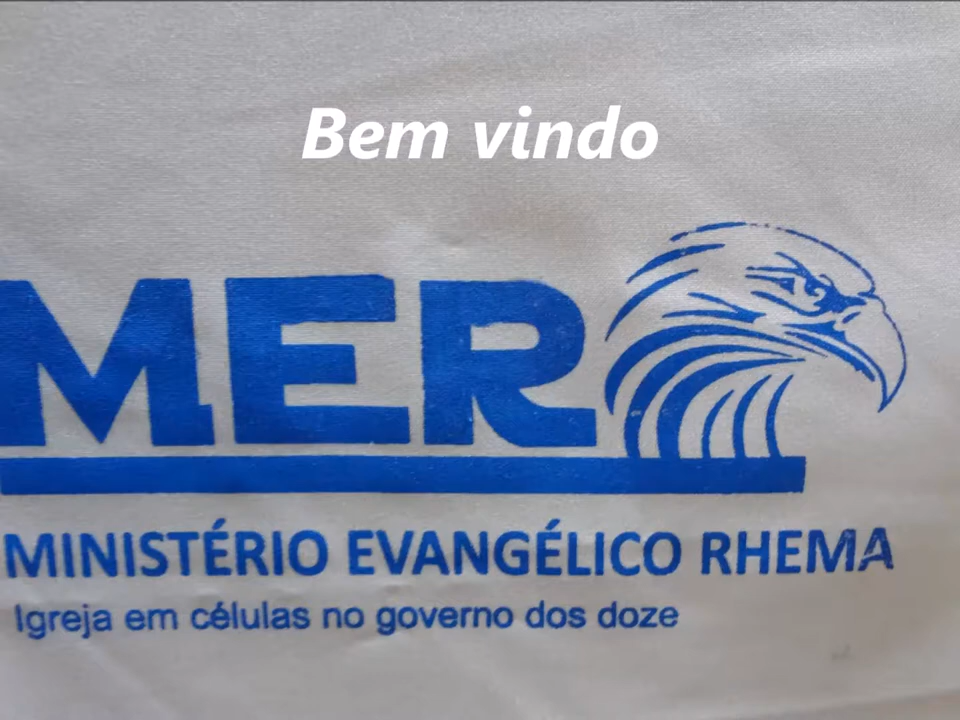 Bem vindo
MER
MINISTÉRIO EVANGÉLICO RHEMA
Igreja em células no governo dos doze